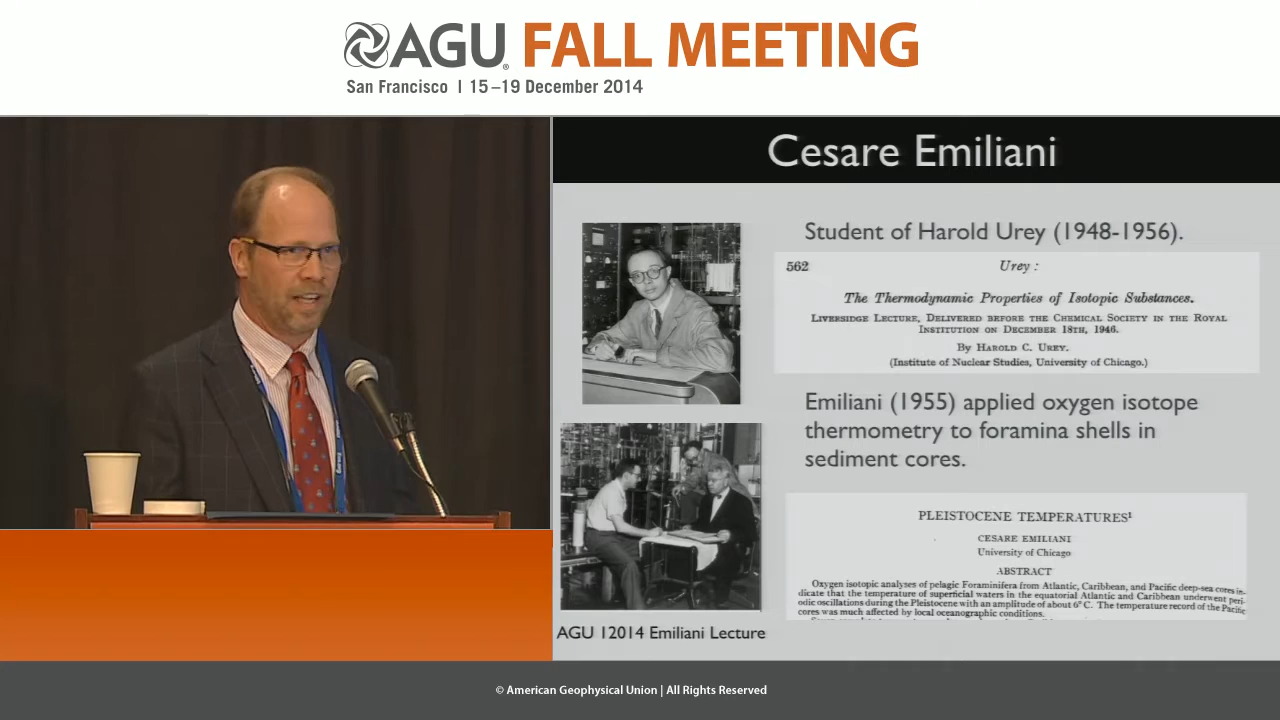 AGU® FALL MEETING
San Francisco | 15–19 December 2014
Cesare Emiliani
Student of Harold Urey (1948-1956).
562 Urey :
The Thermodynamic Properties of Isotopic Substances.
Liversidge Lecture, Delivered before the Chemical Society in the Royal
Institution on December 18th, 1946.
By Harold C. Urey.
(Institute of Nuclear Studies, University of Chicago.)
Emiliani (1955) applied oxygen isotope
thermometry to foramina shells in
sediment cores.
PLEISTOCENE TEMPERATURES¹
CESARE EMILIANI
University of Chicago
ABSTRACT
Oxygen isotopic analyses of pelagic Foraminifera from Atlantic, Caribbean, and Pacific deep-sea cores in-
dicate that the temperature of superficial waters in the equatorial Atlantic and Caribbean underwent peri-
odic oscillations during the Pleistocene with an amplitude of about 6° C. The temperature record of the Pacific
cores was much affected by local oceanographic conditions.
AGU 12014 Emiliani Lecture
© American Geophysical Union | All Rights Reserved